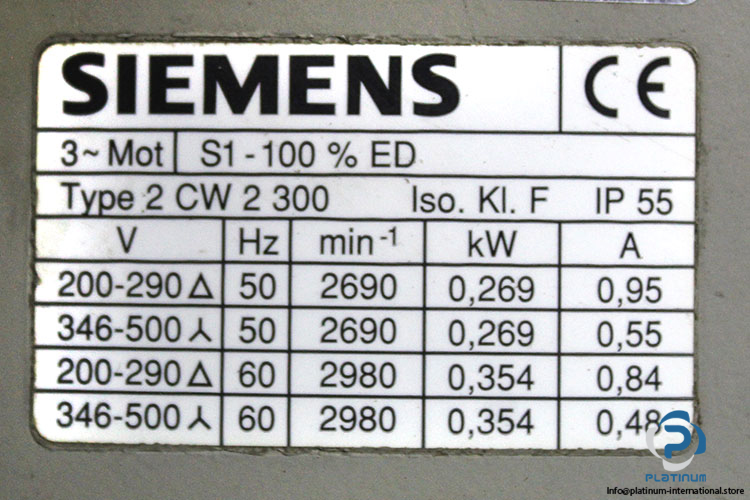 SIEMENS CE
3~ Mot S1 - 100 % ED
Type 2 CW 2 300 Iso. Kl. F IP 55
V Hz min-1 kW A
200-290 Δ 50 2690 0,269 0,95
346-500 ⅄ 50 2690 0,269 0,55
200-290 Δ 60 2980 0,354 0,84
346-500 ⅄ 60 2980 0,354 0,48
PLATINUM
Info@platinum-international.store